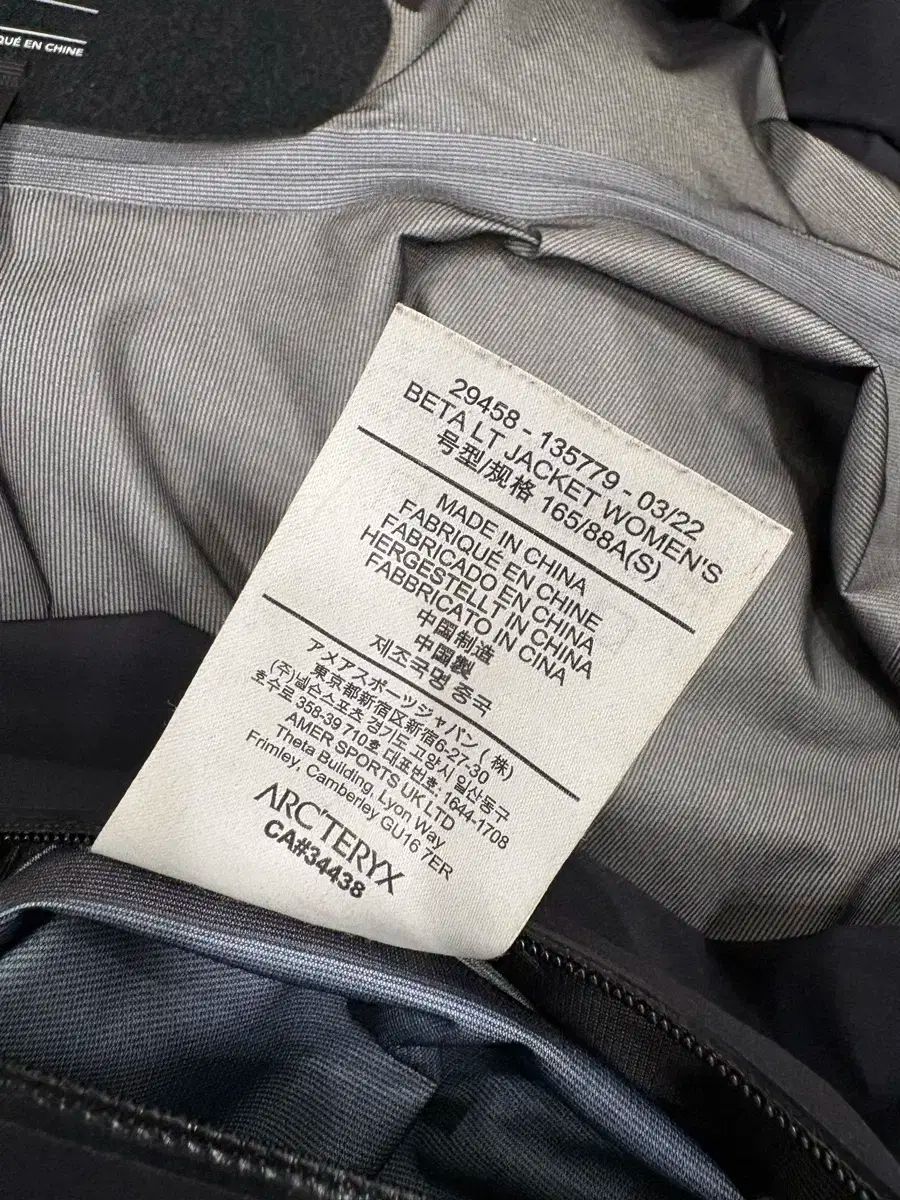 QUÉ EN CHINE
29458 - 135779 - 03/22
BETA LT JACKET WOMEN'S
号型/规格 165/88A(S)
MADE IN CHINA
FABRIQUÉ EN CHINE
FABRICADO EN CHINA
HERGESTELLT IN CHINA
FABBRICATO IN CINA
中国制造
中國製
제조국명 중국
アメアスポーツジャパン (株)
東京都新宿区新宿6-27.30
(주)넬슨스포츠 경기도 고양시 일산동구
호수로 358-39 710호 대표번호. 1644-1708
AMER SPORTS UK LTD
Theta Building, Lyon Way
Frimley, Camberley GU16 7ER
ARC'TERYX
CA#34438